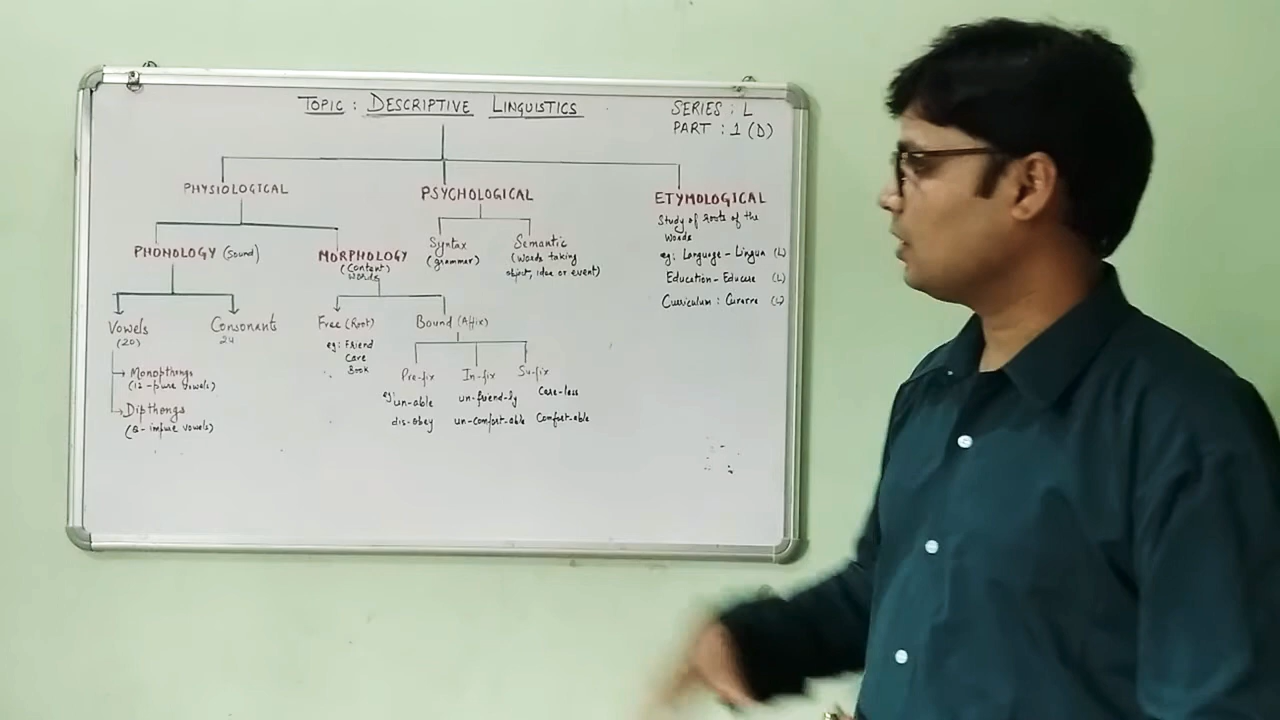 TOPIC : DESCRIPTIVE LINGUISTICS
SERIES : L
PART : 1 (D)
PHYSIOLOGICAL
PSYCHOLOGICAL
ETYMOLOGICAL
Study of roots of the
words
eg: Language - Lingua (L)
Education - Educare (L)
Curriculum : Currere (L)
Syntax
(grammar)
Semantic
(Words taking
object, idea or event)
PHONOLOGY (Sound)
MORPHOLOGY
(Content)
Words
Vowels
(20)
Consonants
24
Monopthongs
(12 - pure vowels)
Dipthongs
(8 - impure vowels)
Free (Root)
eg: Friend
Care
Book
Bound (Affix)
Pre-fix
eg: un-able
dis-obey
In-fix
un-friend-ly
un-comfort-able
Su-fix
Care-less
Comfort-able